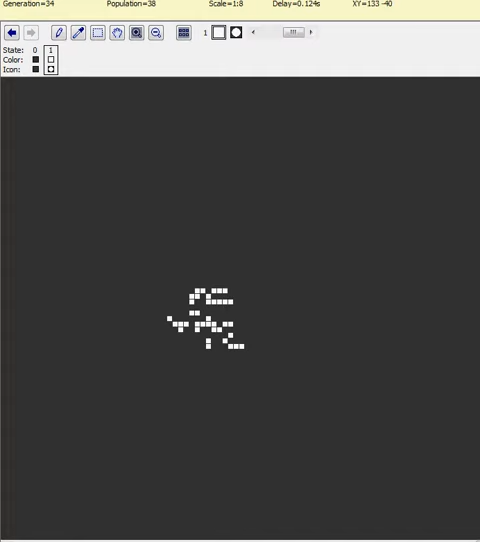 Generation=34 Population=38 Scale=1:8 Delay=0.124s XY=133 -40
1
State: 0 1
Color:
Icon: